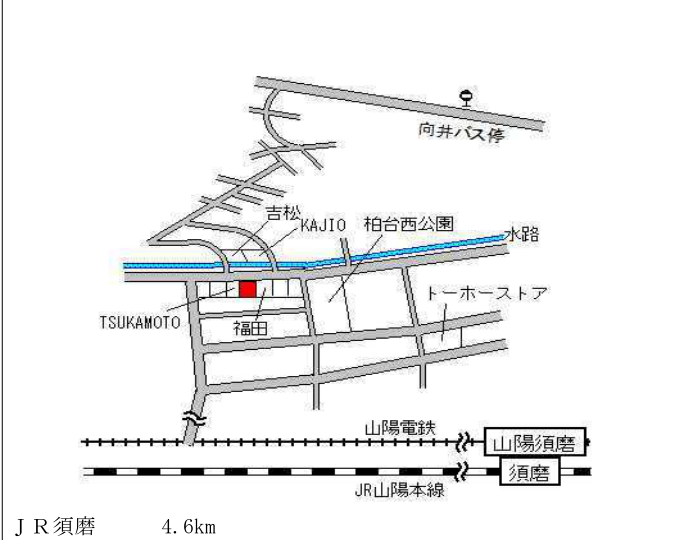 向井バス停
吉松
KAJIO
柏台西公園
水路
トーホーストア
TSUKAMOTO
福田
山陽電鉄
山陽須磨
須磨
JR山陽本線
ＪＲ須磨　　　4.6km